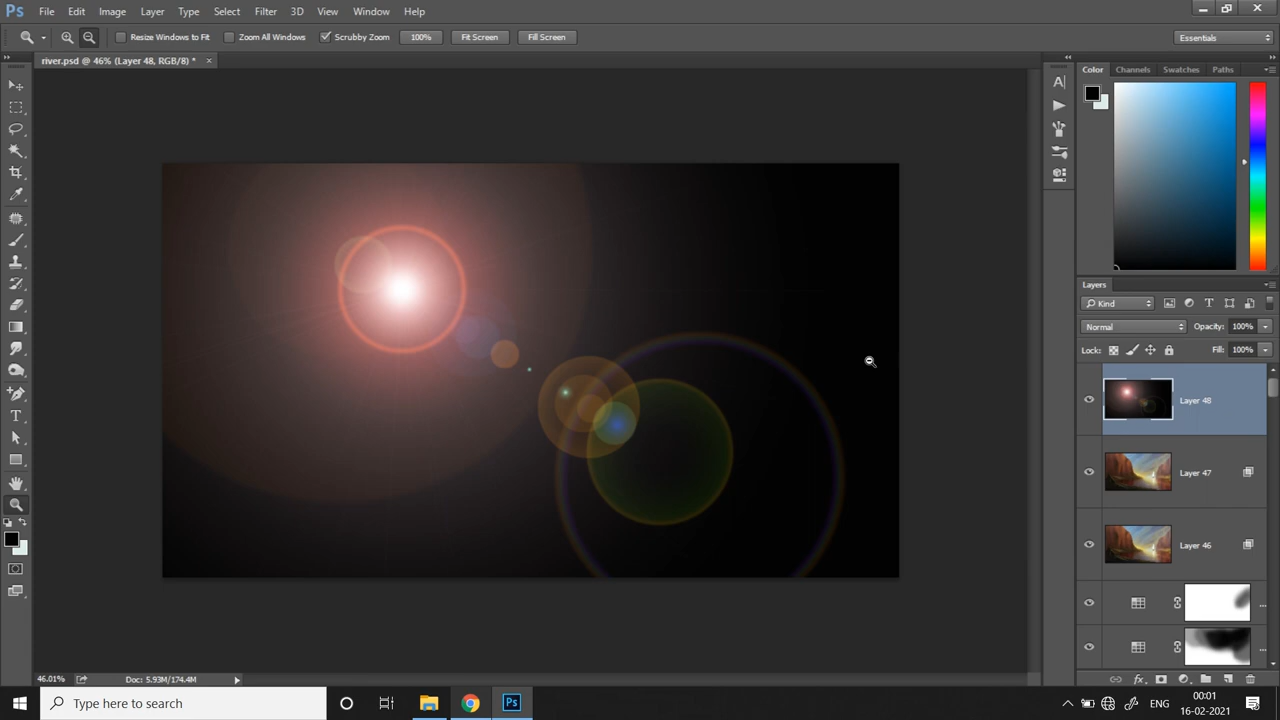 Ps File Edit Image Layer Type Select Filter 3D View Window Help
Resize Windows to Fit Zoom All Windows Scrubby Zoom 100% Fit Screen Fill Screen Essentials
river.psd @ 46% (Layer 48, RGB/8) * ×
Color Channels Swatches Paths
Layers
Kind
Normal Opacity: 100%
Lock: Fill: 100%
Layer 48
Layer 47
Layer 46
46.01% Doc: 5.93M/174.4M
Type here to search
Ps
ENG
00:01
16-02-2021